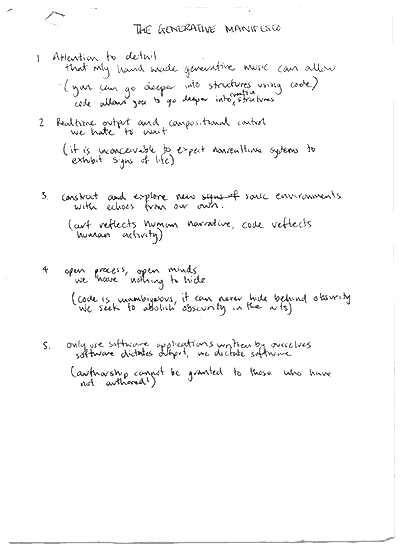 THE GENERATIVE MANIFESTO
1 Attention to detail
that only hand made generative music can allow
(you can go deeper into structures using code)
code allows you to go deeper into creative structures
2 Realtime output and compositional control
we hate to wait
(it is inconceivable to expect nonrealtime systems to
exhibit signs of life)
3. construct and explore new signs of sonic environments
with echoes from our own.
(art reflects human narrative, code reflects
human activity)
4 open process, open minds
we have nothing to hide
(code is unambiguous, it can never hide behind obscurity
we seek to abolish obscurity in the arts)
5. only use software applications written by ourselves
software dictates output, we dictate software
(authorship cannot be granted to those who have
not authored!)